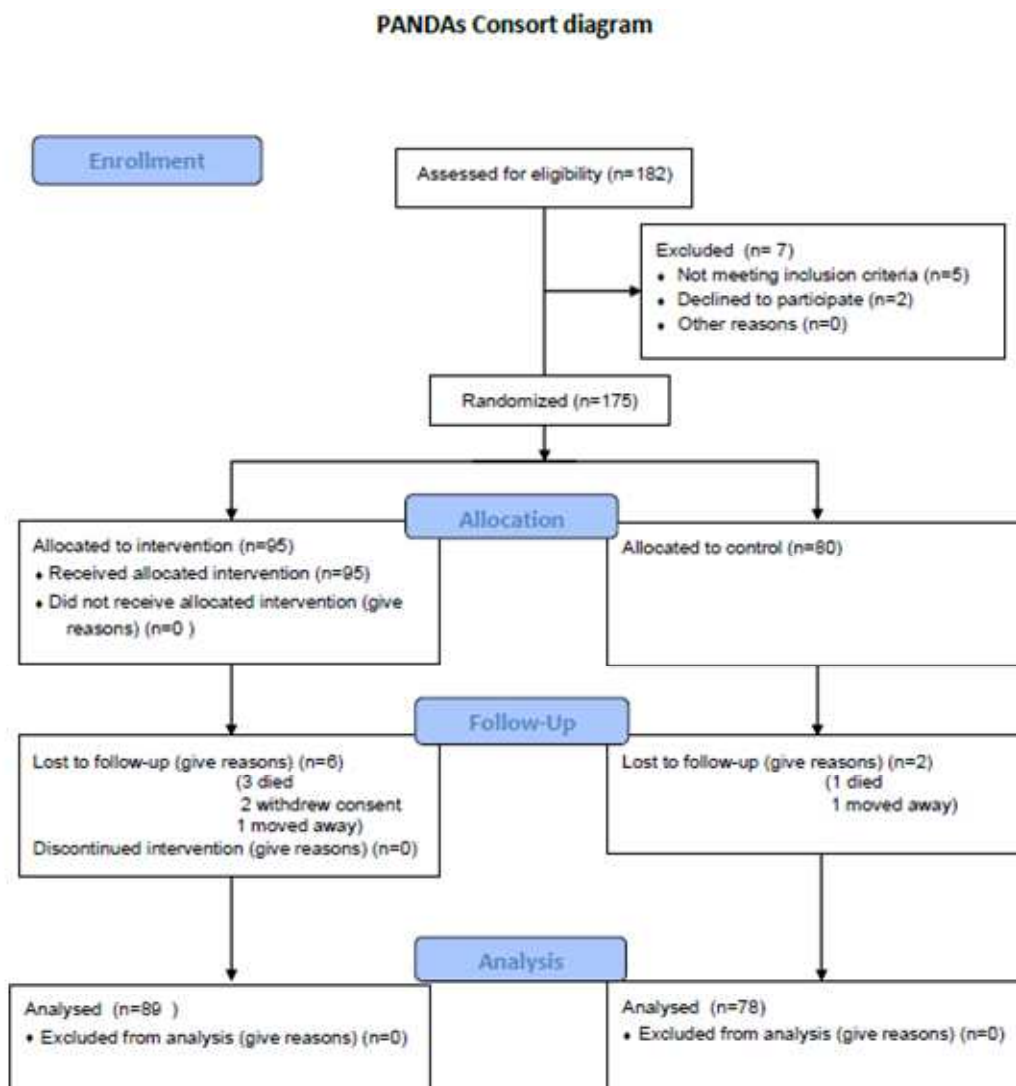 PANDAs Consort diagram
Enrollment
Assessed for eligibility (n=182)
Excluded (n= 7)
• Not meeting inclusion criteria (n=5)
• Declined to participate (n=2)
• Other reasons (n=0)
Randomized (n=175)
Allocation
Allocated to intervention (n=95)
• Received allocated intervention (n=95)
• Did not receive allocated intervention (give
reasons) (n=0 )
Allocated to control (n=80)
Follow-Up
Lost to follow-up (give reasons) (n=6)
(3 died
2 withdrew consent
1 moved away)
Discontinued intervention (give reasons) (n=0)
Lost to follow-up (give reasons) (n=2)
(1 died
1 moved away)
Analysis
Analysed (n=89 )
• Excluded from analysis (give reasons) (n=0)
Analysed (n=78)
• Excluded from analysis (give reasons) (n=0)